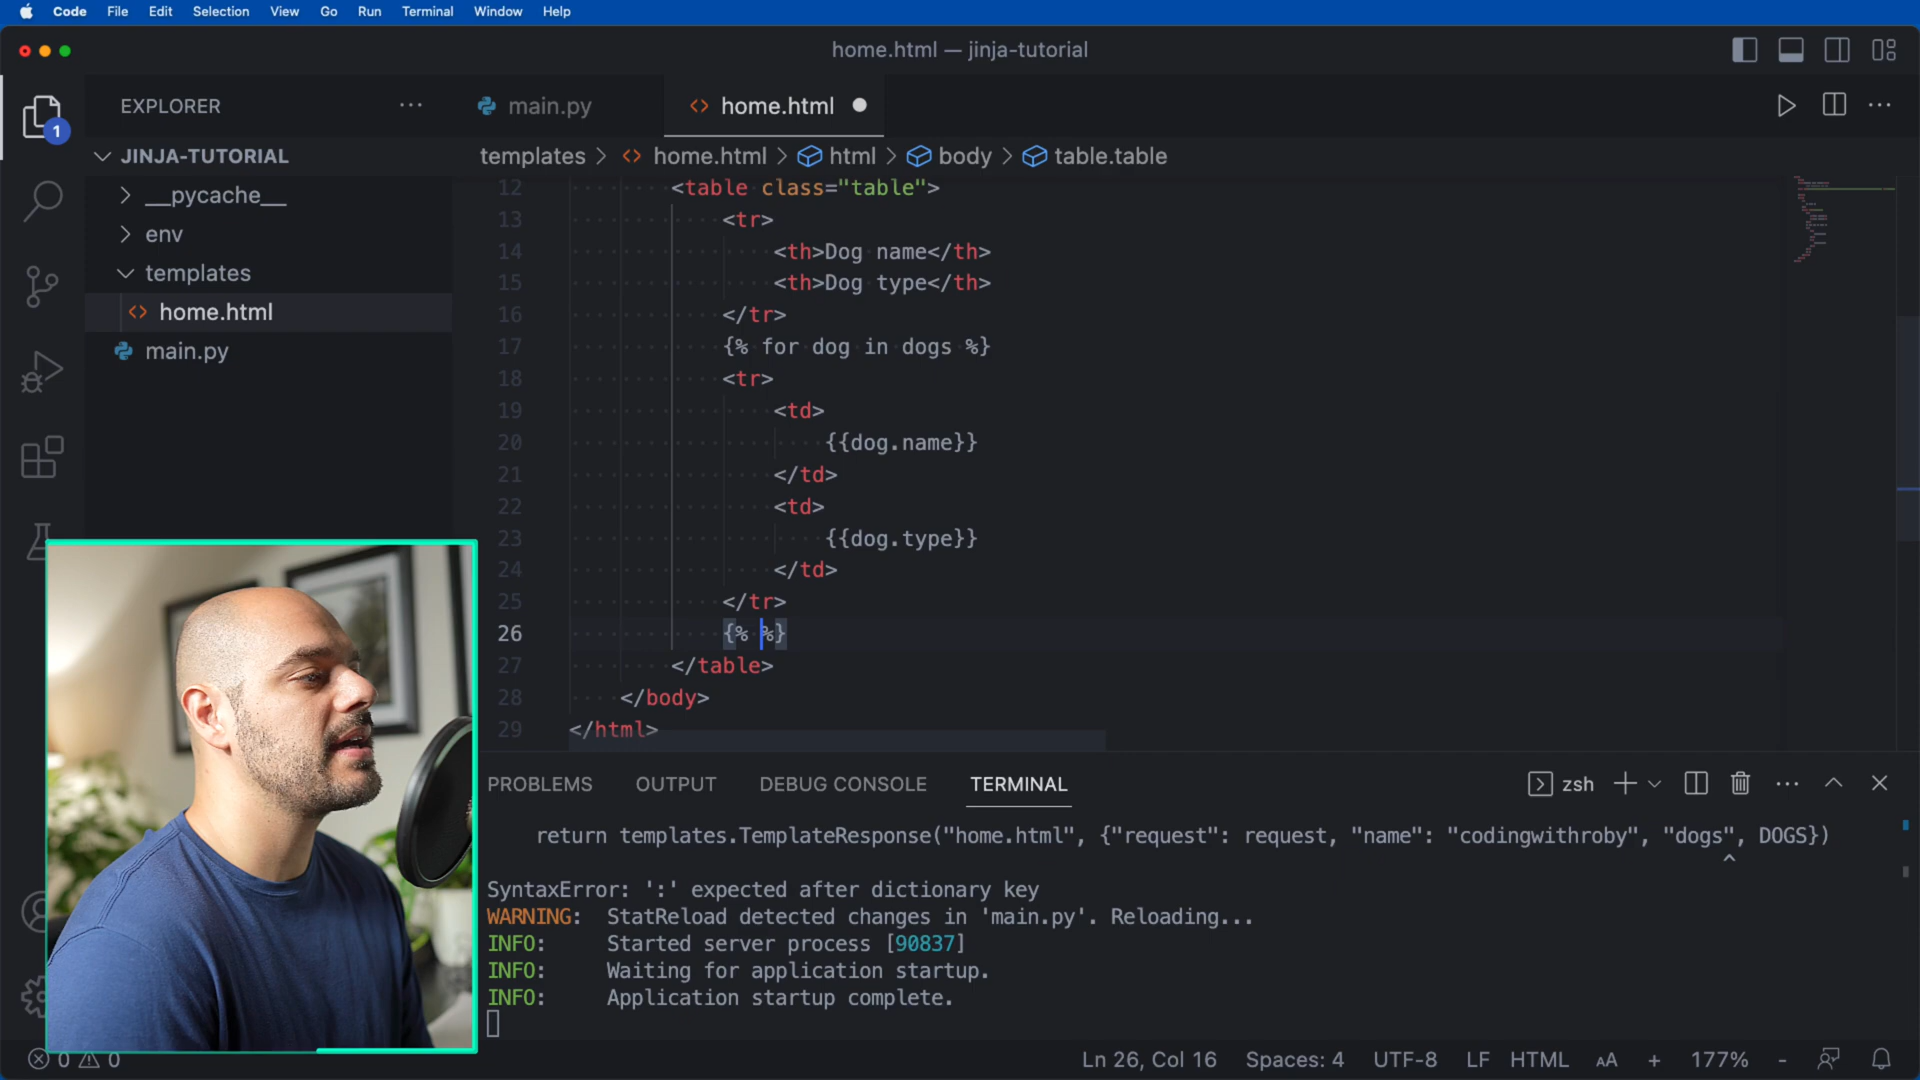 Code File Edit Selection View Go Run Terminal Window Help
home.html — jinja-tutorial
EXPLORER ···
main.py
home.html
1
JINJA-TUTORIAL
__pycache__
env
templates
home.html
main.py
templates > home.html > html > body > table.table
12 <table class="table">
13 <tr>
14 <th>Dog name</th>
15 <th>Dog type</th>
16 </tr>
17 {% for dog in dogs %}
18 <tr>
19 <td>
20 {{dog.name}}
21 </td>
22 <td>
23 {{dog.type}}
24 </td>
25 </tr>
26 {% %}
27 </table>
28 </body>
29 </html>
PROBLEMS OUTPUT DEBUG CONSOLE TERMINAL
zsh
return templates.TemplateResponse("home.html", {"request": request, "name": "codingwithroby", "dogs", DOGS})
^
SyntaxError: ':' expected after dictionary key
WARNING: StatReload detected changes in 'main.py'. Reloading...
INFO: Started server process [90837]
INFO: Waiting for application startup.
INFO: Application startup complete.
0 0
Ln 26, Col 16 Spaces: 4 UTF-8 LF HTML AA + 177% -